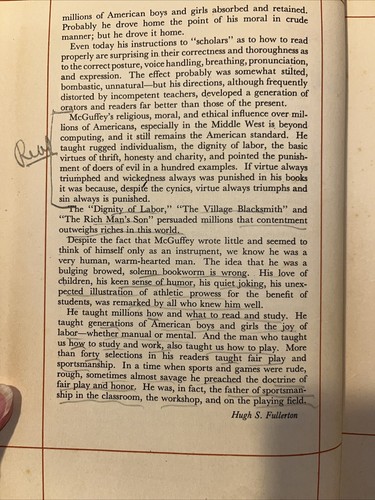 millions of American boys and girls absorbed and retained.
Probably he drove home the point of his moral in crude
manner; but he drove it home.
Even today his instructions to "scholars" as to how to read
properly are surprising in their correctness and thoroughness as
to the correct posture, voice handling, breathing, pronunciation,
and expression. The effect probably was somewhat stilted,
bombastic, unnatural—but his directions, although frequently
distorted by incompetent teachers, developed a generation of
orators and readers far better than those of the present.
McGuffey's religious, moral, and ethical influence over mil-
lions of Americans, especially in the Middle West is beyond
computing, and it still remains the American standard. He
taught rugged individualism, the dignity of labor, the basic
virtues of thrift, honesty and charity, and pointed the punish-
ment of doers of evil in a hundred examples. If virtue always
triumphed and wickedness always was punished in his books
it was because, despite the cynics, virtue always triumphs and
sin always is punished.
Read
The "Dignity of Labor," "The Village Blacksmith" and
"The Rich Man's Son" persuaded millions that contentment
outweighs riches in this world.
Despite the fact that McGuffey wrote little and seemed to
think of himself only as an instrument, we know he was a
very human, warm-hearted man. The idea that he was a
bulging browed, solemn bookworm is wrong. His love of
children, his keen sense of humor, his quiet joking, his unex-
pected illustration of athletic prowess for the benefit of
students, was remarked by all who knew him well.
He taught millions how and what to read and study. He
taught generations of American boys and girls the joy of
labor—whether manual or mental. And the man who taught
us how to study and work, also taught us how to play. More
than forty selections in his readers taught fair play and
sportsmanship. In a time when sports and games were rude,
rough, sometimes almost savage he preached the doctrine of
fair play and honor. He was, in fact, the father of sportsman-
ship in the classroom, the workshop, and on the playing field.
Hugh S. Fullerton